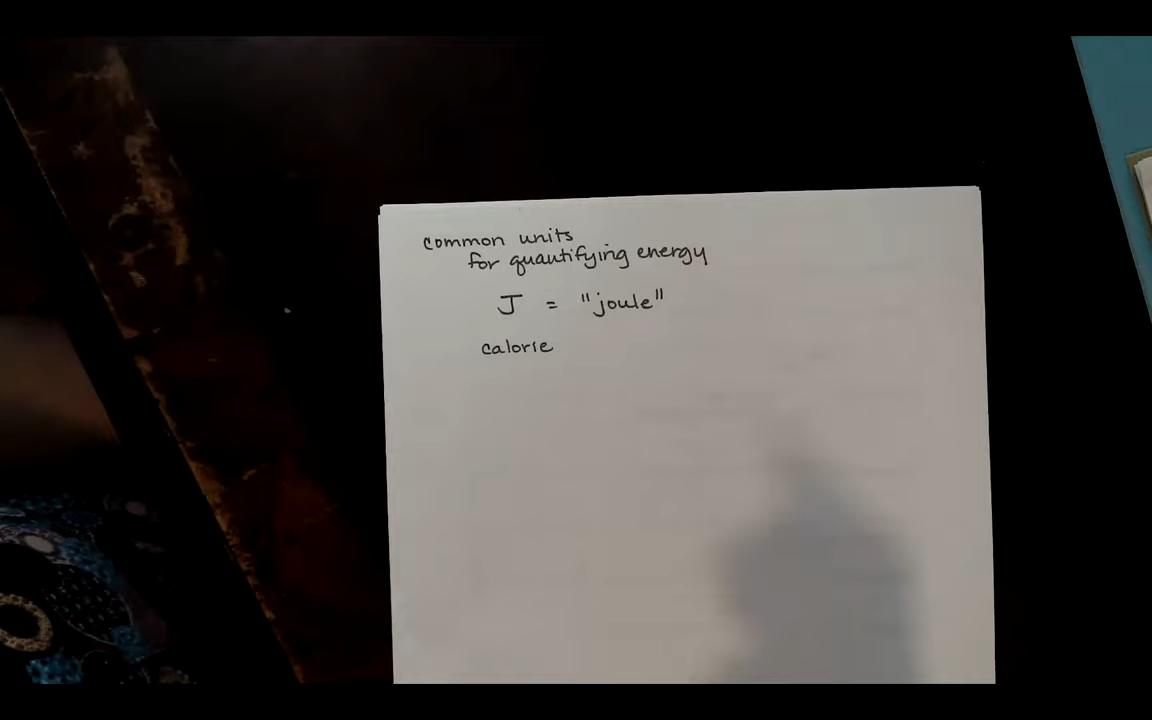 common units
for quantifying energy
J = "joule"
calorie